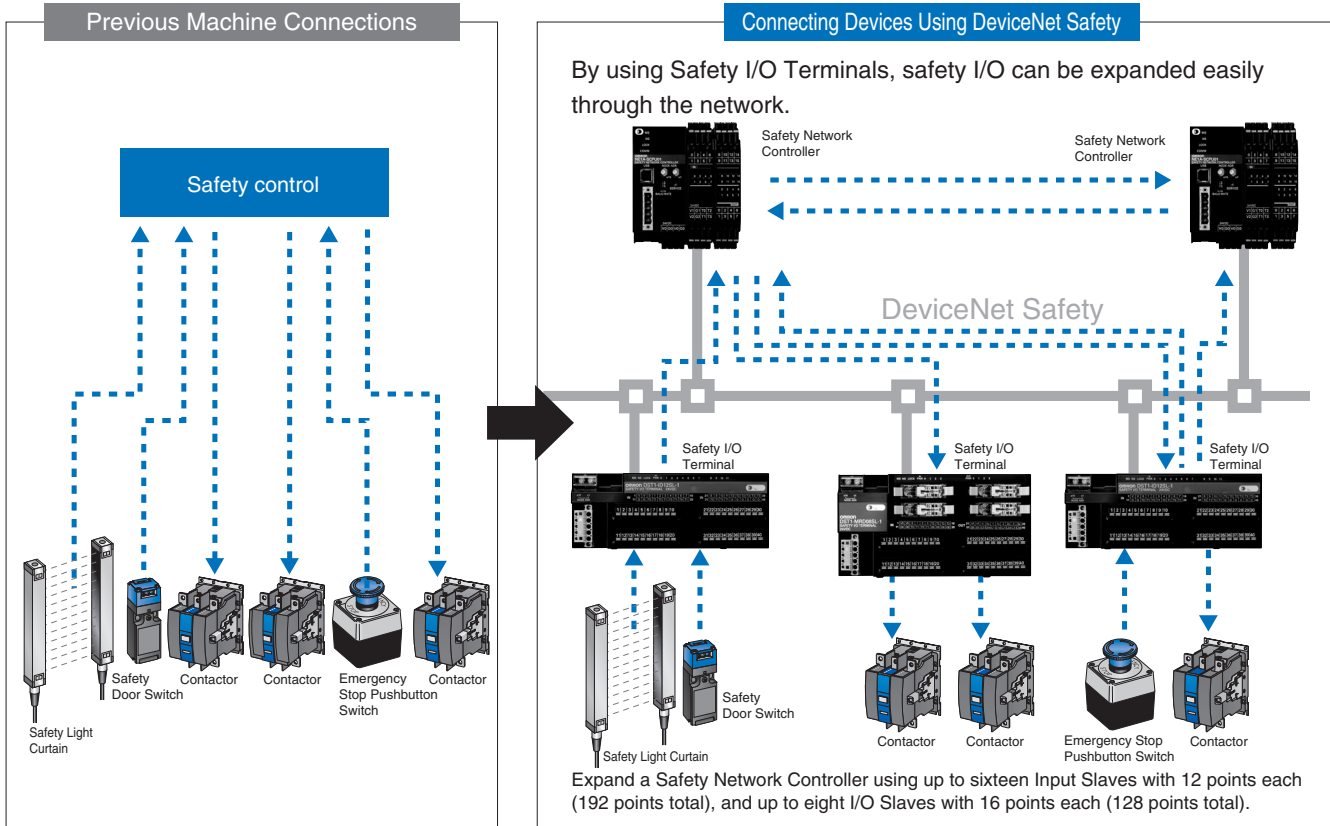 Previous Machine Connections
Safety control
Safety Light
Curtain
Safety
Door Switch
Contactor
Contactor
Emergency
Stop Pushbutton
Switch
Contactor
Connecting Devices Using DeviceNet Safety
By using Safety I/O Terminals, safety I/O can be expanded easily
through the network.
Safety Network
Controller
Safety Network
Controller
DeviceNet Safety
Safety I/O
Terminal
Safety I/O
Terminal
Safety I/O
Terminal
Safety Light Curtain
Safety
Door Switch
Contactor
Contactor
Emergency Stop
Pushbutton Switch
Contactor
Expand a Safety Network Controller using up to sixteen Input Slaves with 12 points each
(192 points total), and up to eight I/O Slaves with 16 points each (128 points total).